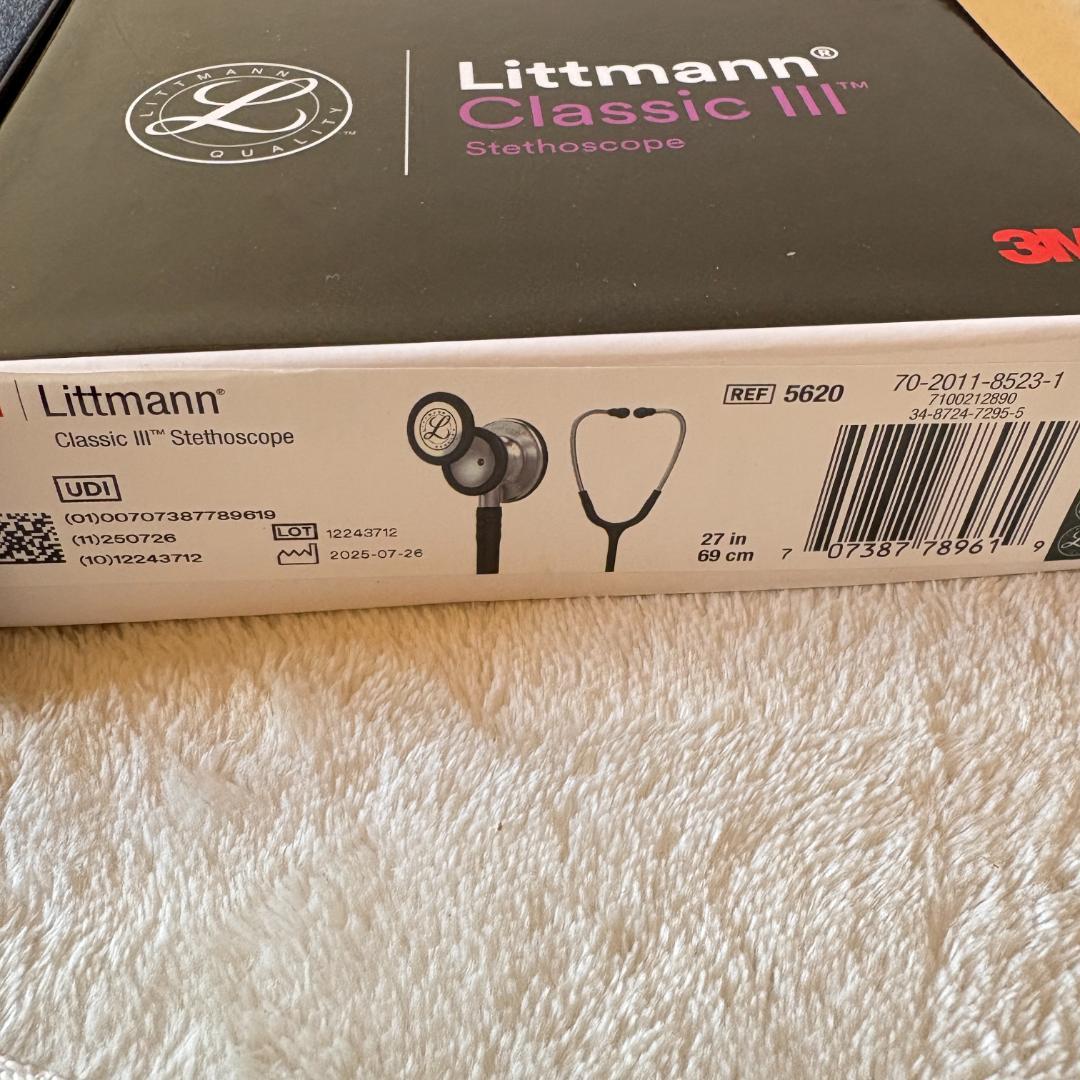 LITTMANN
QUALITY™
Littmann®
Classic III™
Stethoscope
3M
Littmann®
Classic III™ Stethoscope
UDI
(01)00707387789619
(11)250726
(10)12243712
LOT 12243712
2025-07-26
REF 5620
27 in
69 cm
70-2011-8523-1
7100212890
34-8724-7295-5
7 07387 78961 9